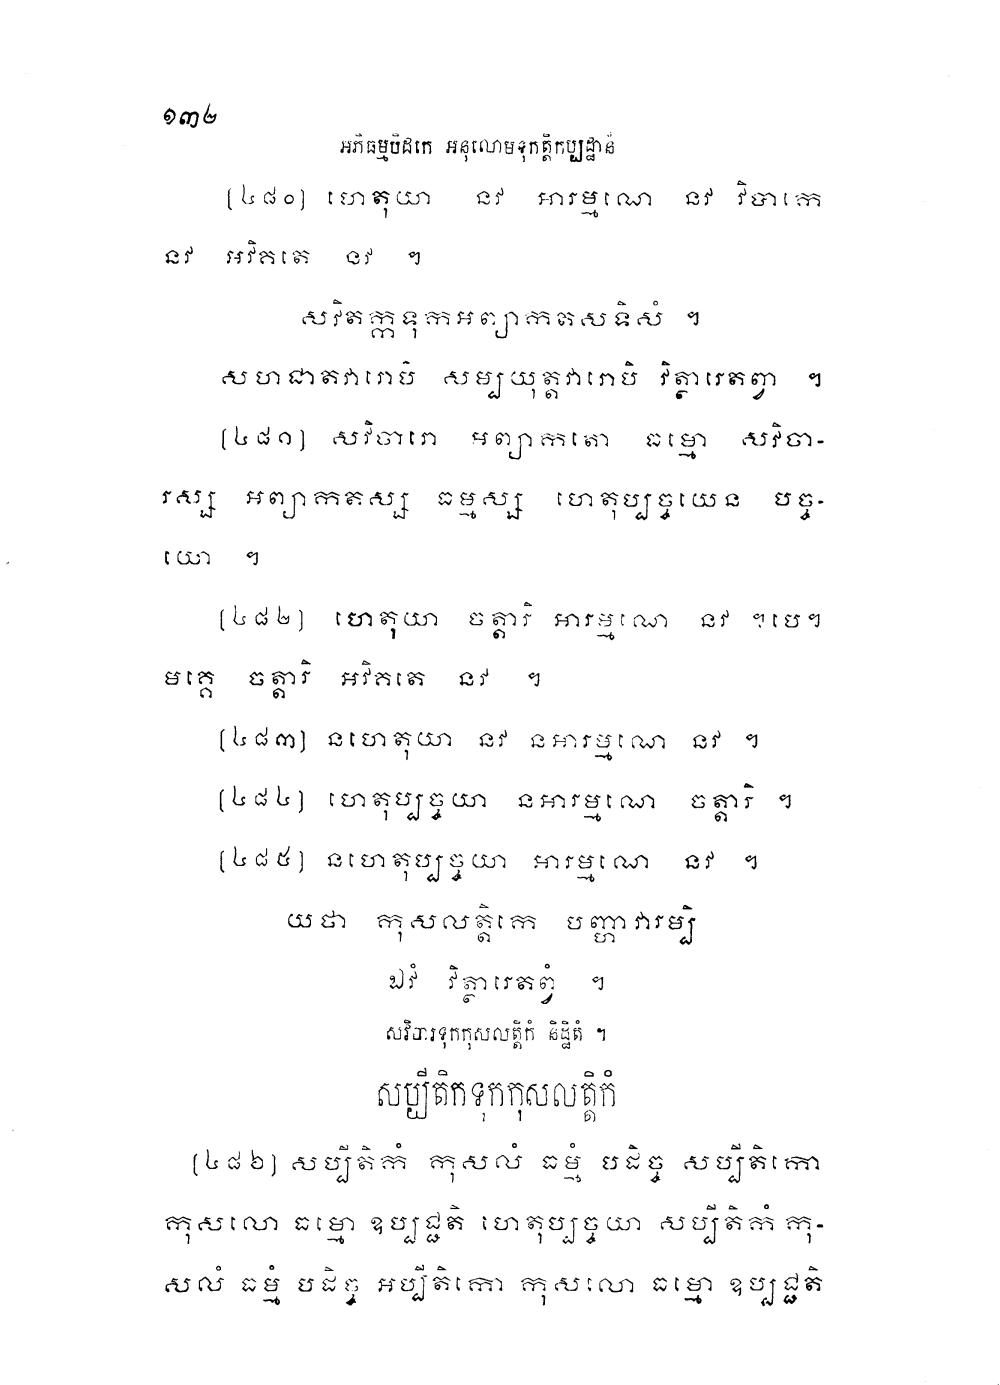 ១៣២
អភិធម្មបិដកេ អនុលោមទុកត្តិកប្បដ្ឋានំ
(៤៨០) ហេតុយា នវ អារម្មណេ នវ វិបាកេ
នវ អវិគតេ នវ ។
សវិតក្កទុកអព្យាកតសទិសំ ។
សហជាតវារោបិ សម្បយុត្តវារោបិ វិត្ថារេតព្វា ។
(៤៨១) សវិចារោ អព្យាកតោ ធម្មោ សវិចា-
រស្ស អព្យាកតស្ស ធម្មស្ស ហេតុប្បច្ចយេន បច្ច-
យោ ។
(៤៨២) ហេតុយា ចត្តារិ អារម្មណេ នវ ។បេ។
មគ្គេ ចត្តារិ អវិគតេ នវ ។
(៤៨៣) នហេតុយា នវ នអារម្មណេ នវ ។
(៤៨៤) ហេតុប្បច្ចយា នអារម្មណេ ចត្តារិ ។
(៤៨៥) នហេតុប្បច្ចយា អារម្មណេ នវ ។
យថា កុសលត្តិកេ បញ្ហាវារម្បិ
ឯវំ វិត្ថារេតព្វំ ។
សវិចារទុកកុសលត្តិកំ និដ្ឋិតំ ។
សប្បីតិកទុកកុសលត្តិកំ
(៤៨៦) សប្បីតិកំ កុសលំ ធម្មំ បដិច្ច សប្បីតិកោ
កុសលោ ធម្មោ ឧប្បជ្ជតិ ហេតុប្បច្ចយា សប្បីតិកំ កុ-
សលំ ធម្មំ បដិច្ច អប្បីតិកោ កុសលោ ធម្មោ ឧប្បជ្ជតិ